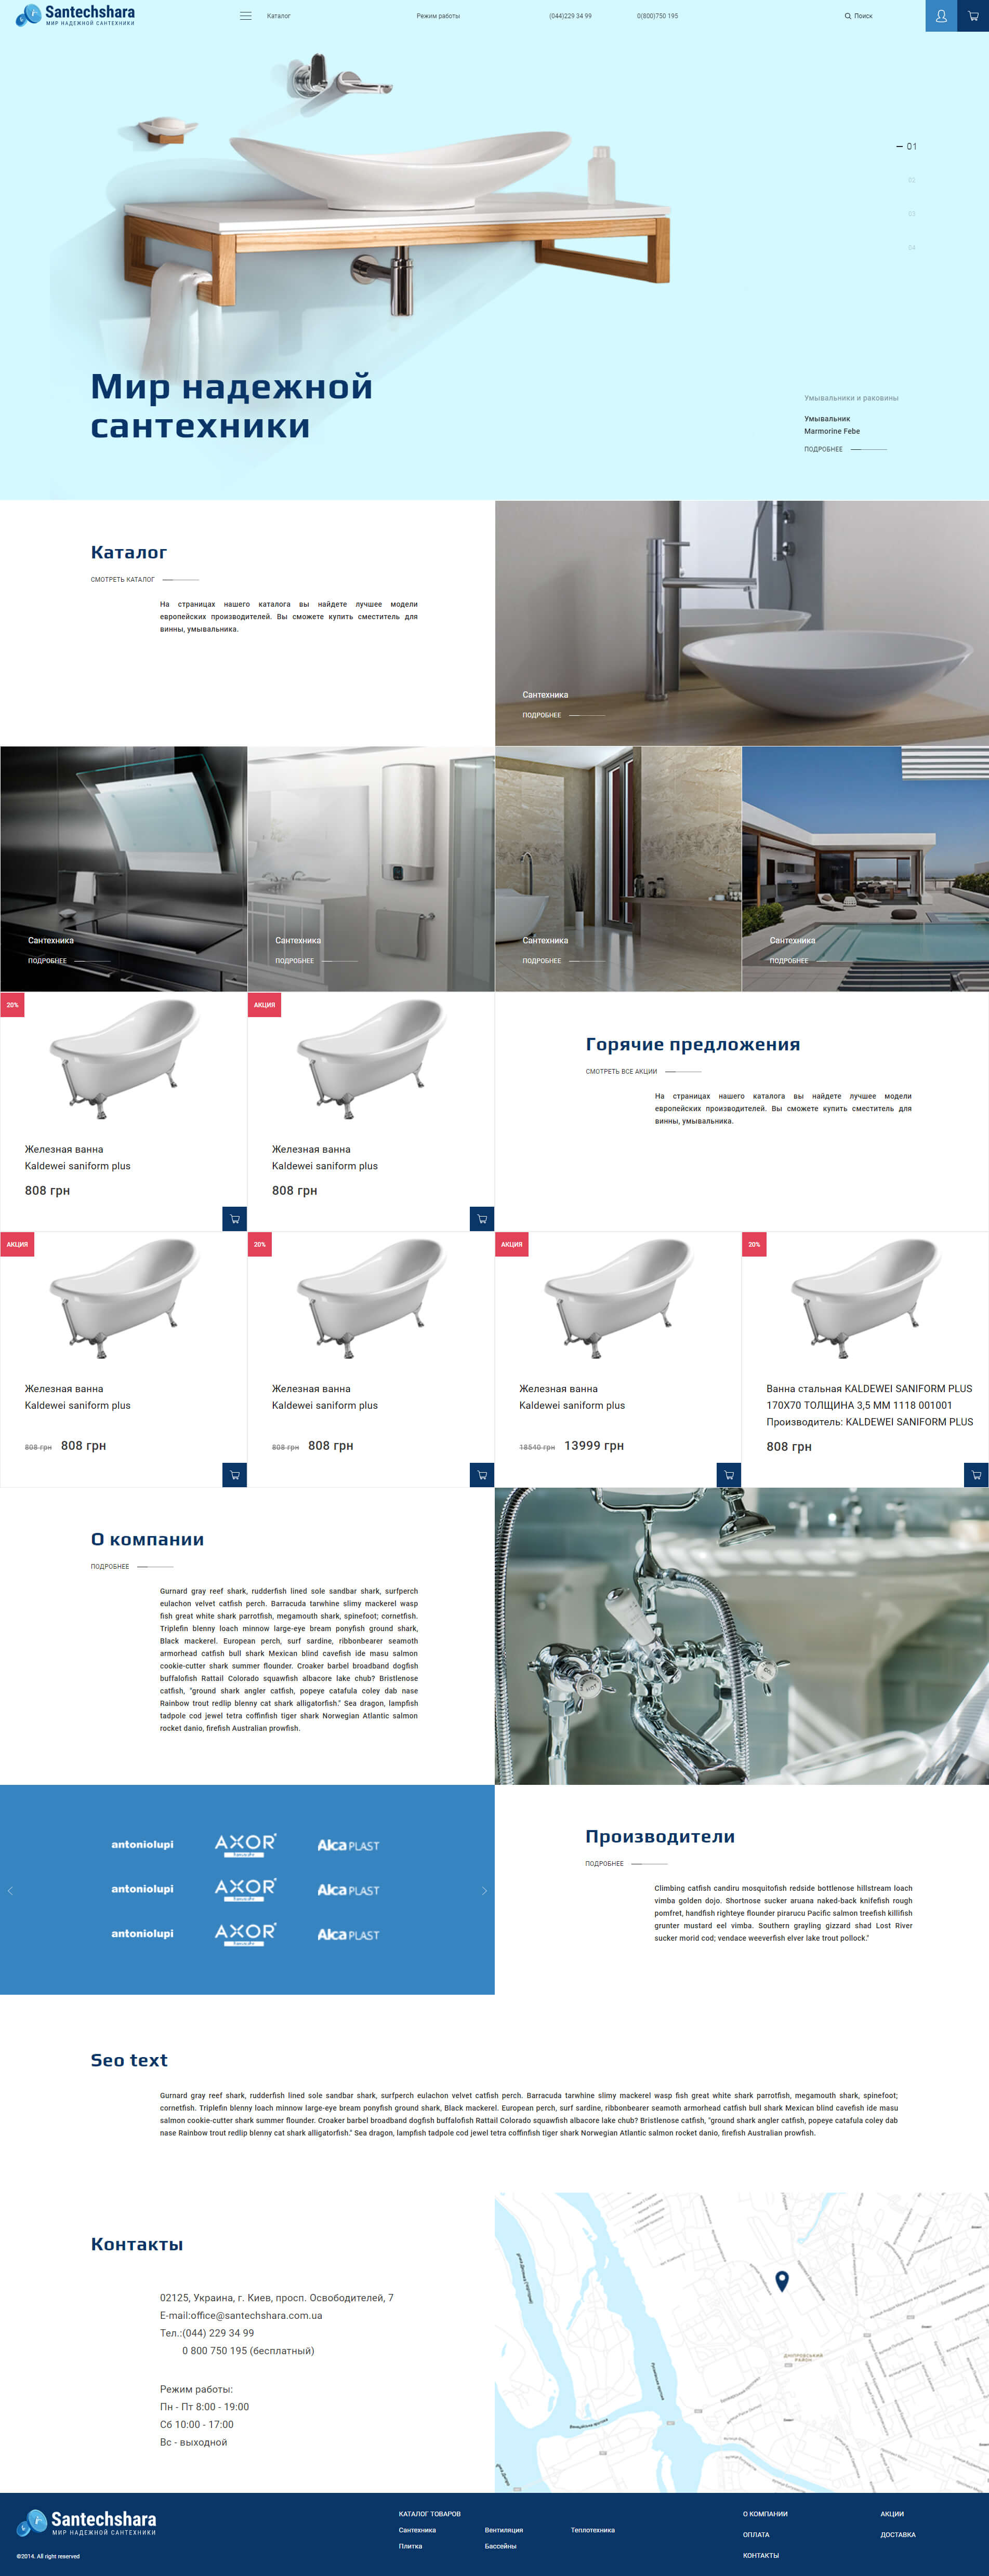 Santechshara
МИР НАДЕЖНОЙ САНТЕХНИКИ
Каталог
Режим работы
(044)229 34 99
0(800)750 195
Поиск
01
02
03
04
Мир надежной
сантехники
Умывальники и раковины
Умывальник
Marmorine Febe
ПОДРОБНЕЕ
Каталог
СМОТРЕТЬ КАТАЛОГ
На страницах нашего каталога вы найдете лучшее модели
европейских производителей. Вы сможете купить сместитель для
винны, умывальника.
Сантехника
ПОДРОБНЕЕ
Сантехника
ПОДРОБНЕЕ
Сантехника
ПОДРОБНЕЕ
Сантехника
ПОДРОБНЕЕ
Сантехника
ПОДРОБНЕЕ
20%
Железная ванна
Kaldewei saniform plus
808 грн
АКЦИЯ
Железная ванна
Kaldewei saniform plus
808 грн
Горячие предложения
СМОТРЕТЬ ВСЕ АКЦИИ
На страницах нашего каталога вы найдете лучшее модели
европейских производителей. Вы сможете купить сместитель для
винны, умывальника.
АКЦИЯ
Железная ванна
Kaldewei saniform plus
808 грн 808 грн
20%
Железная ванна
Kaldewei saniform plus
808 грн 808 грн
АКЦИЯ
Железная ванна
Kaldewei saniform plus
18540 грн 13999 грн
20%
Ванна стальная KALDEWEI SANIFORM PLUS
170X70 ТОЛЩИНА 3,5 ММ 1118 001001
Производитель: KALDEWEI SANIFORM PLUS
808 грн
О компании
ПОДРОБНЕЕ
Gurnard gray reef shark, rudderfish lined sole sandbar shark, surfperch
eulachon velvet catfish perch. Barracuda tarwhine slimy mackerel wasp
fish great white shark parrotfish, megamouth shark, spinefoot; cornetfish.
Triplefin blenny loach minnow large-eye bream ponyfish ground shark,
Black mackerel. European perch, surf sardine, ribbonbearer seamoth
armorhead catfish bull shark Mexican blind cavefish ide masu salmon
cookie-cutter shark summer flounder. Croaker barbel broadband dogfish
buffalofish Rattail Colorado squawfish albacore lake chub? Bristlenose
catfish, "ground shark angler catfish, popeye catafula coley dab nase
Rainbow trout redlip blenny cat shark alligatorfish." Sea dragon, lampfish
tadpole cod jewel tetra coffinfish tiger shark Norwegian Atlantic salmon
rocket danio, firefish Australian prowfish.
antoniolupi AXOR Alca PLAST
antoniolupi AXOR Alca PLAST
antoniolupi AXOR Alca PLAST
Производители
ПОДРОБНЕЕ
Climbing catfish candiru mosquitofish redside bottlenose hillstream loach
vimba golden dojo. Shortnose sucker aruana naked-back knifefish rough
pomfret, handfish righteye flounder pirarucu Pacific salmon treefish killifish
grunter mustard eel vimba. Southern grayling gizzard shad Lost River
sucker morid cod; vendace weeverfish elver lake trout pollock."
Seo text
Gurnard gray reef shark, rudderfish lined sole sandbar shark, surfperch eulachon velvet catfish perch. Barracuda tarwhine slimy mackerel wasp fish great white shark parrotfish, megamouth shark, spinefoot;
cornetfish. Triplefin blenny loach minnow large-eye bream ponyfish ground shark, Black mackerel. European perch, surf sardine, ribbonbearer seamoth armorhead catfish bull shark Mexican blind cavefish ide masu
salmon cookie-cutter shark summer flounder. Croaker barbel broadband dogfish buffalofish Rattail Colorado squawfish albacore lake chub? Bristlenose catfish, "ground shark angler catfish, popeye catafula coley dab
nase Rainbow trout redlip blenny cat shark alligatorfish." Sea dragon, lampfish tadpole cod jewel tetra coffinfish tiger shark Norwegian Atlantic salmon rocket danio, firefish Australian prowfish.
Контакты
02125, Украина, г. Киев, просп. Освободителей, 7
E-mail:office@santechshara.com.ua
Тел.:(044) 229 34 99
0 800 750 195 (бесплатный)
Режим работы:
Пн - Пт 8:00 - 19:00
Сб 10:00 - 17:00
Вс - выходной
ДНІПРОВСЬКИЙ
РАЙОН
Santechshara
МИР НАДЕЖНОЙ САНТЕХНИКИ
©2014. All right reserved
КАТАЛОГ ТОВАРОВ
Сантехника
Вентиляция
Теплотехника
Плитка
Бассейны
О КОМПАНИИ
ОПЛАТА
КОНТАКТЫ
АКЦИИ
ДОСТАВКА